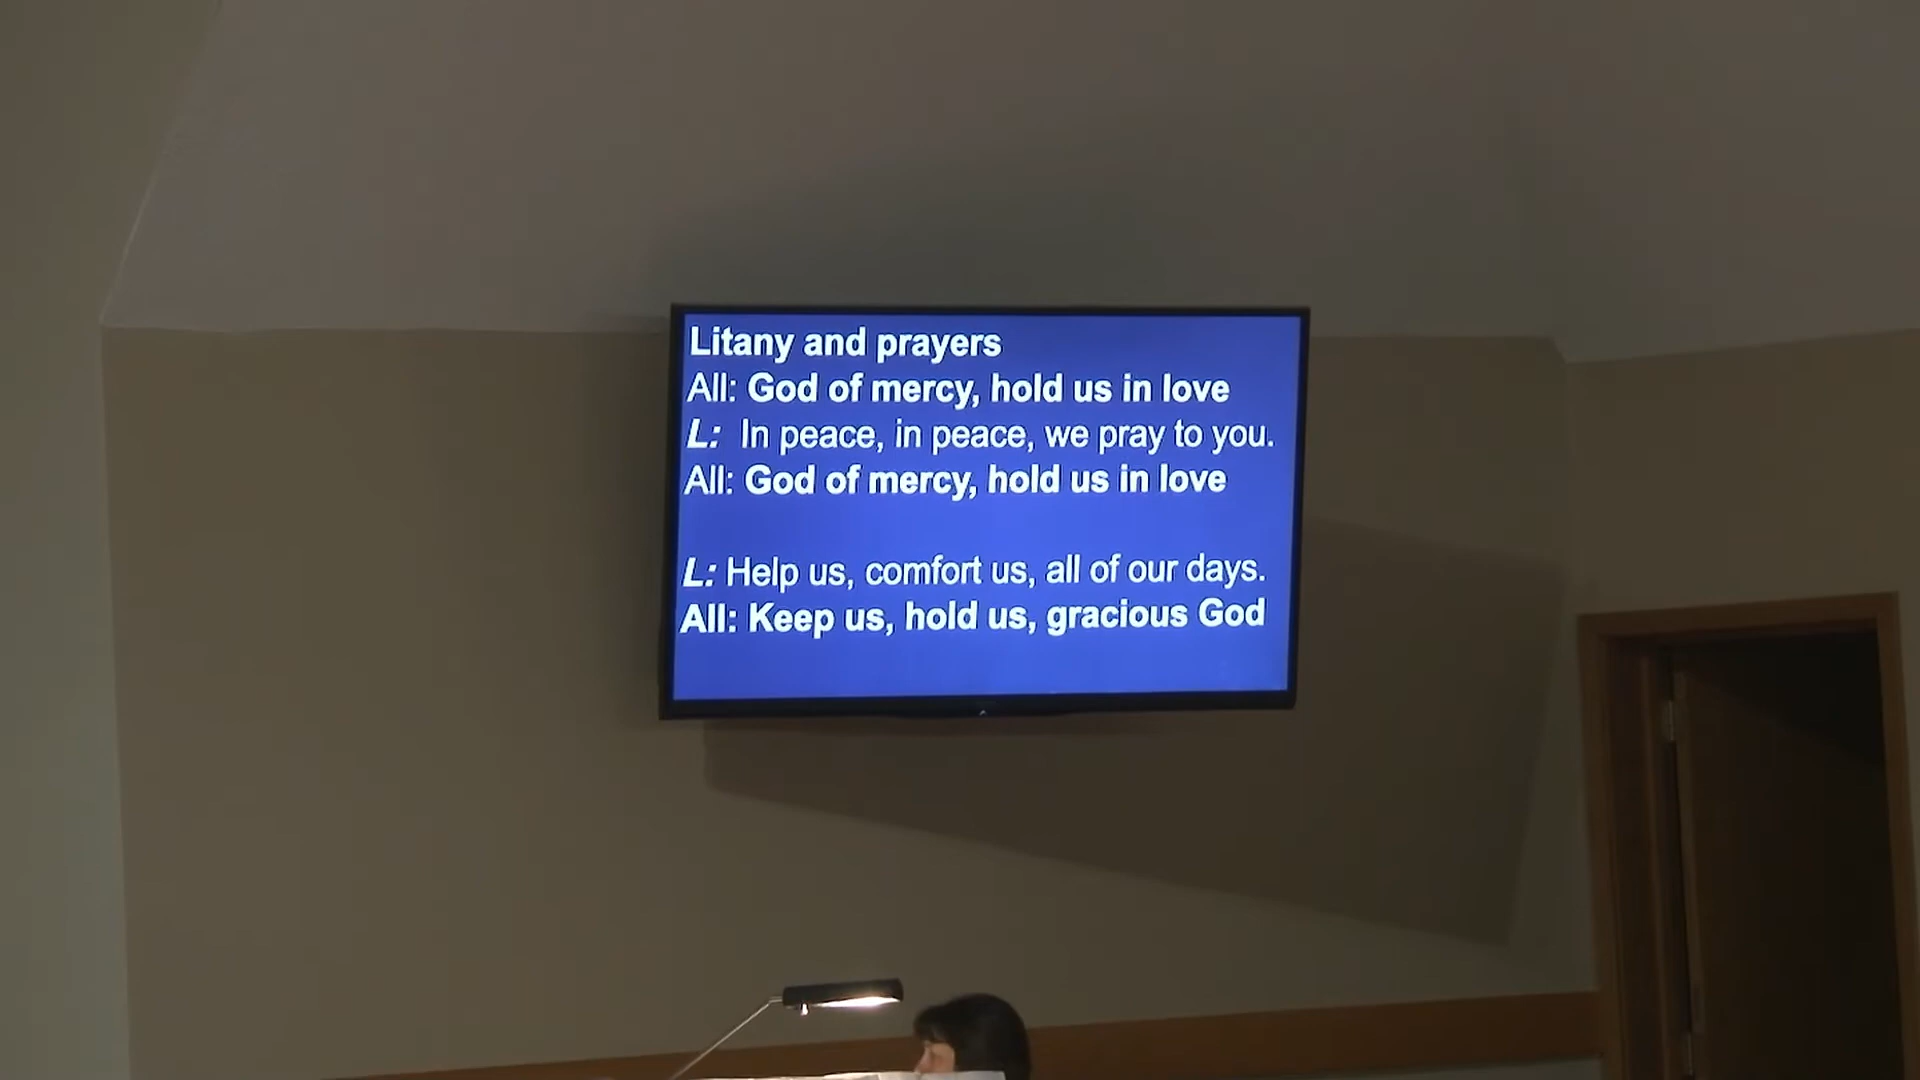 Litany and prayers
All: God of mercy, hold us in love
L: In peace, in peace, we pray to you.
All: God of mercy, hold us in love
L: Help us, comfort us, all of our days.
All: Keep us, hold us, gracious God